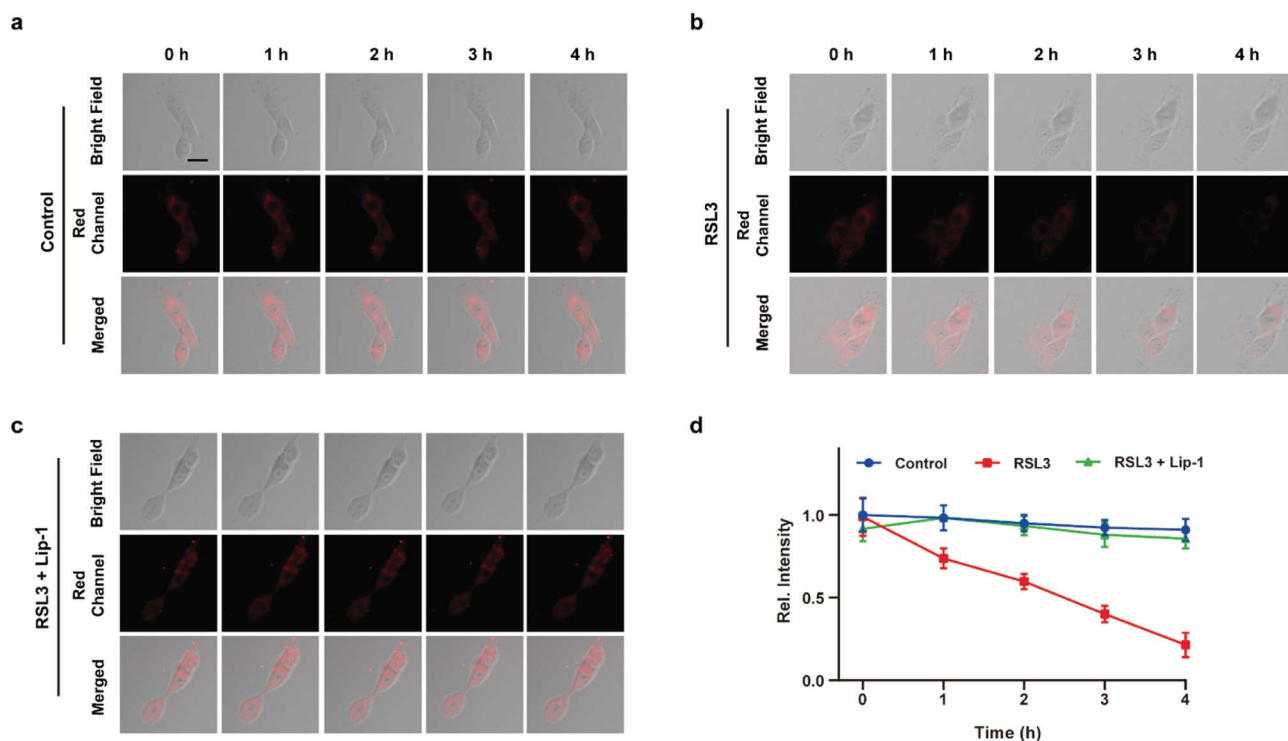 a
0 h 1 h 2 h 3 h 4 h
Control
Bright Field
Red
Channel
Merged
b
0 h 1 h 2 h 3 h 4 h
RSL3
Bright Field
Red
Channel
Merged
c
RSL3 + Lip-1
Bright Field
Red
Channel
Merged
d
Control RSL3 RSL3 + Lip-1
Rel. Intensity
1.0
0.5
0.0
0 1 2 3 4
Time (h)